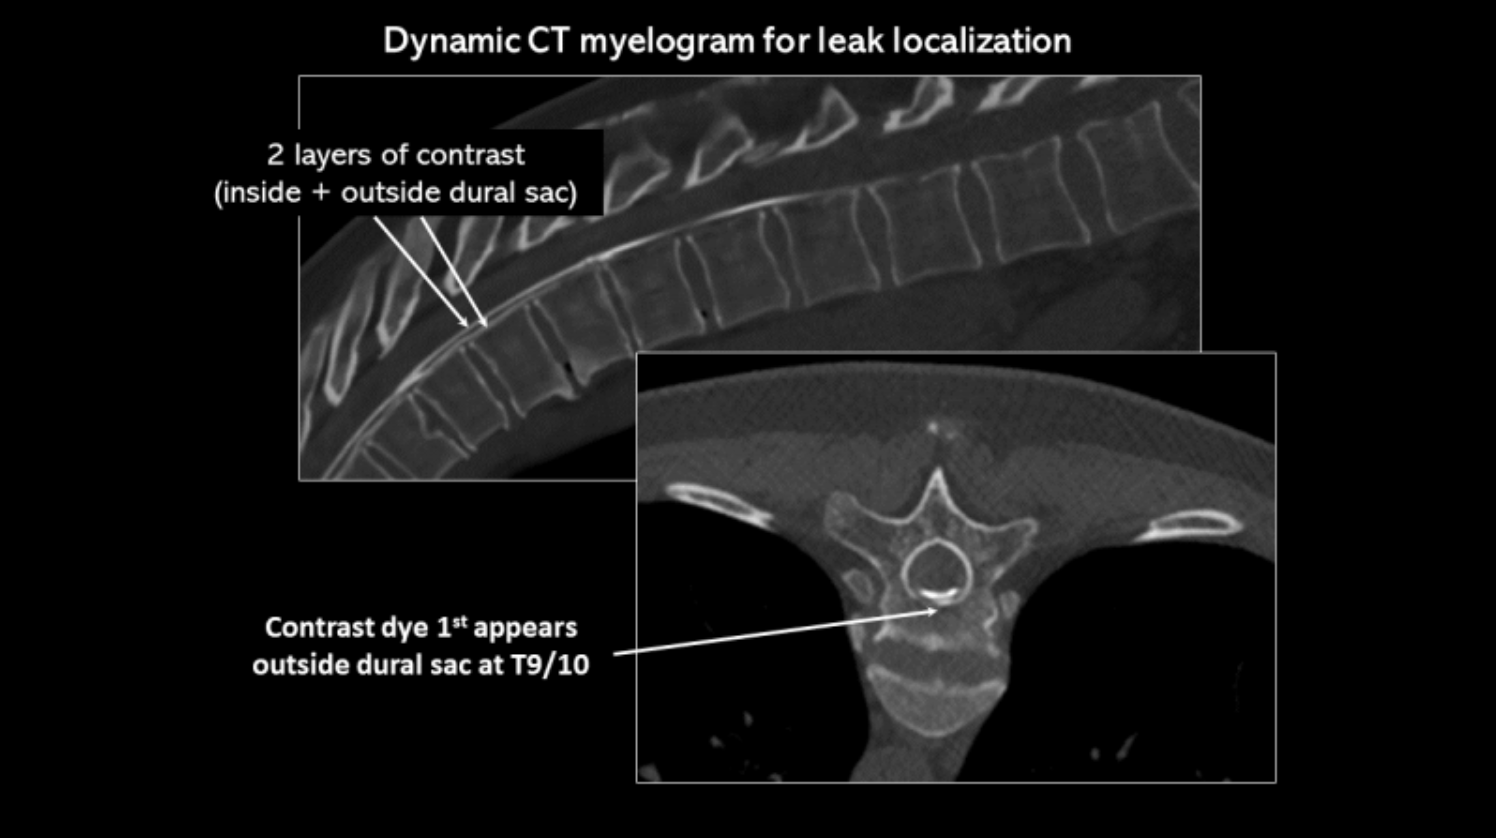 Dynamic CT myelogram for leak localization
2 layers of contrast
(inside + outside dural sac)
Contrast dye 1st appears
outside dural sac at T9/10